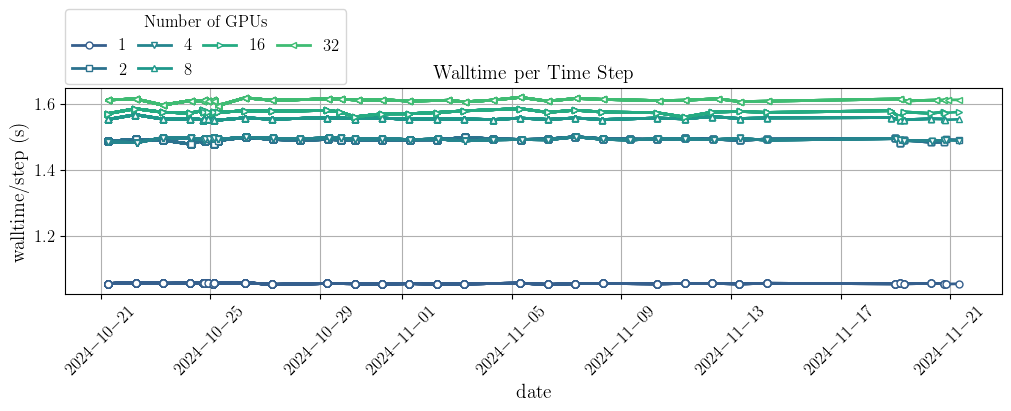 Number of GPUs
1 4 16 32
2 8
Walltime per Time Step
walltime/step (s)
1.6
1.4
1.2
2024−10−21 2024−10−25 2024−10−29 2024−11−01 2024−11−05 2024−11−09 2024−11−13 2024−11−17 2024−11−21
date